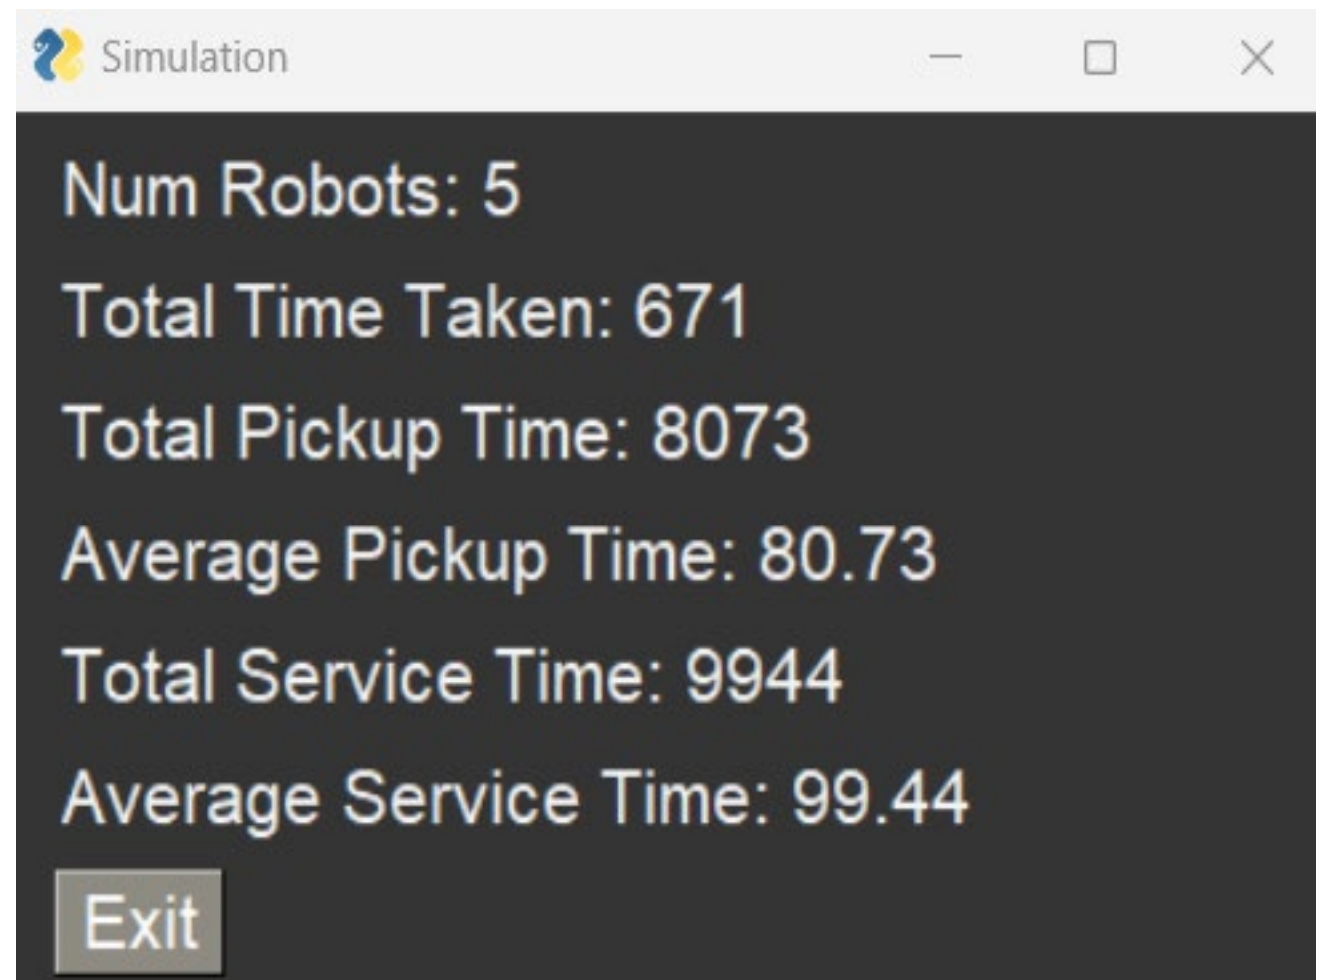 Simulation
Num Robots: 5
Total Time Taken: 671
Total Pickup Time: 8073
Average Pickup Time: 80.73
Total Service Time: 9944
Average Service Time: 99.44
Exit